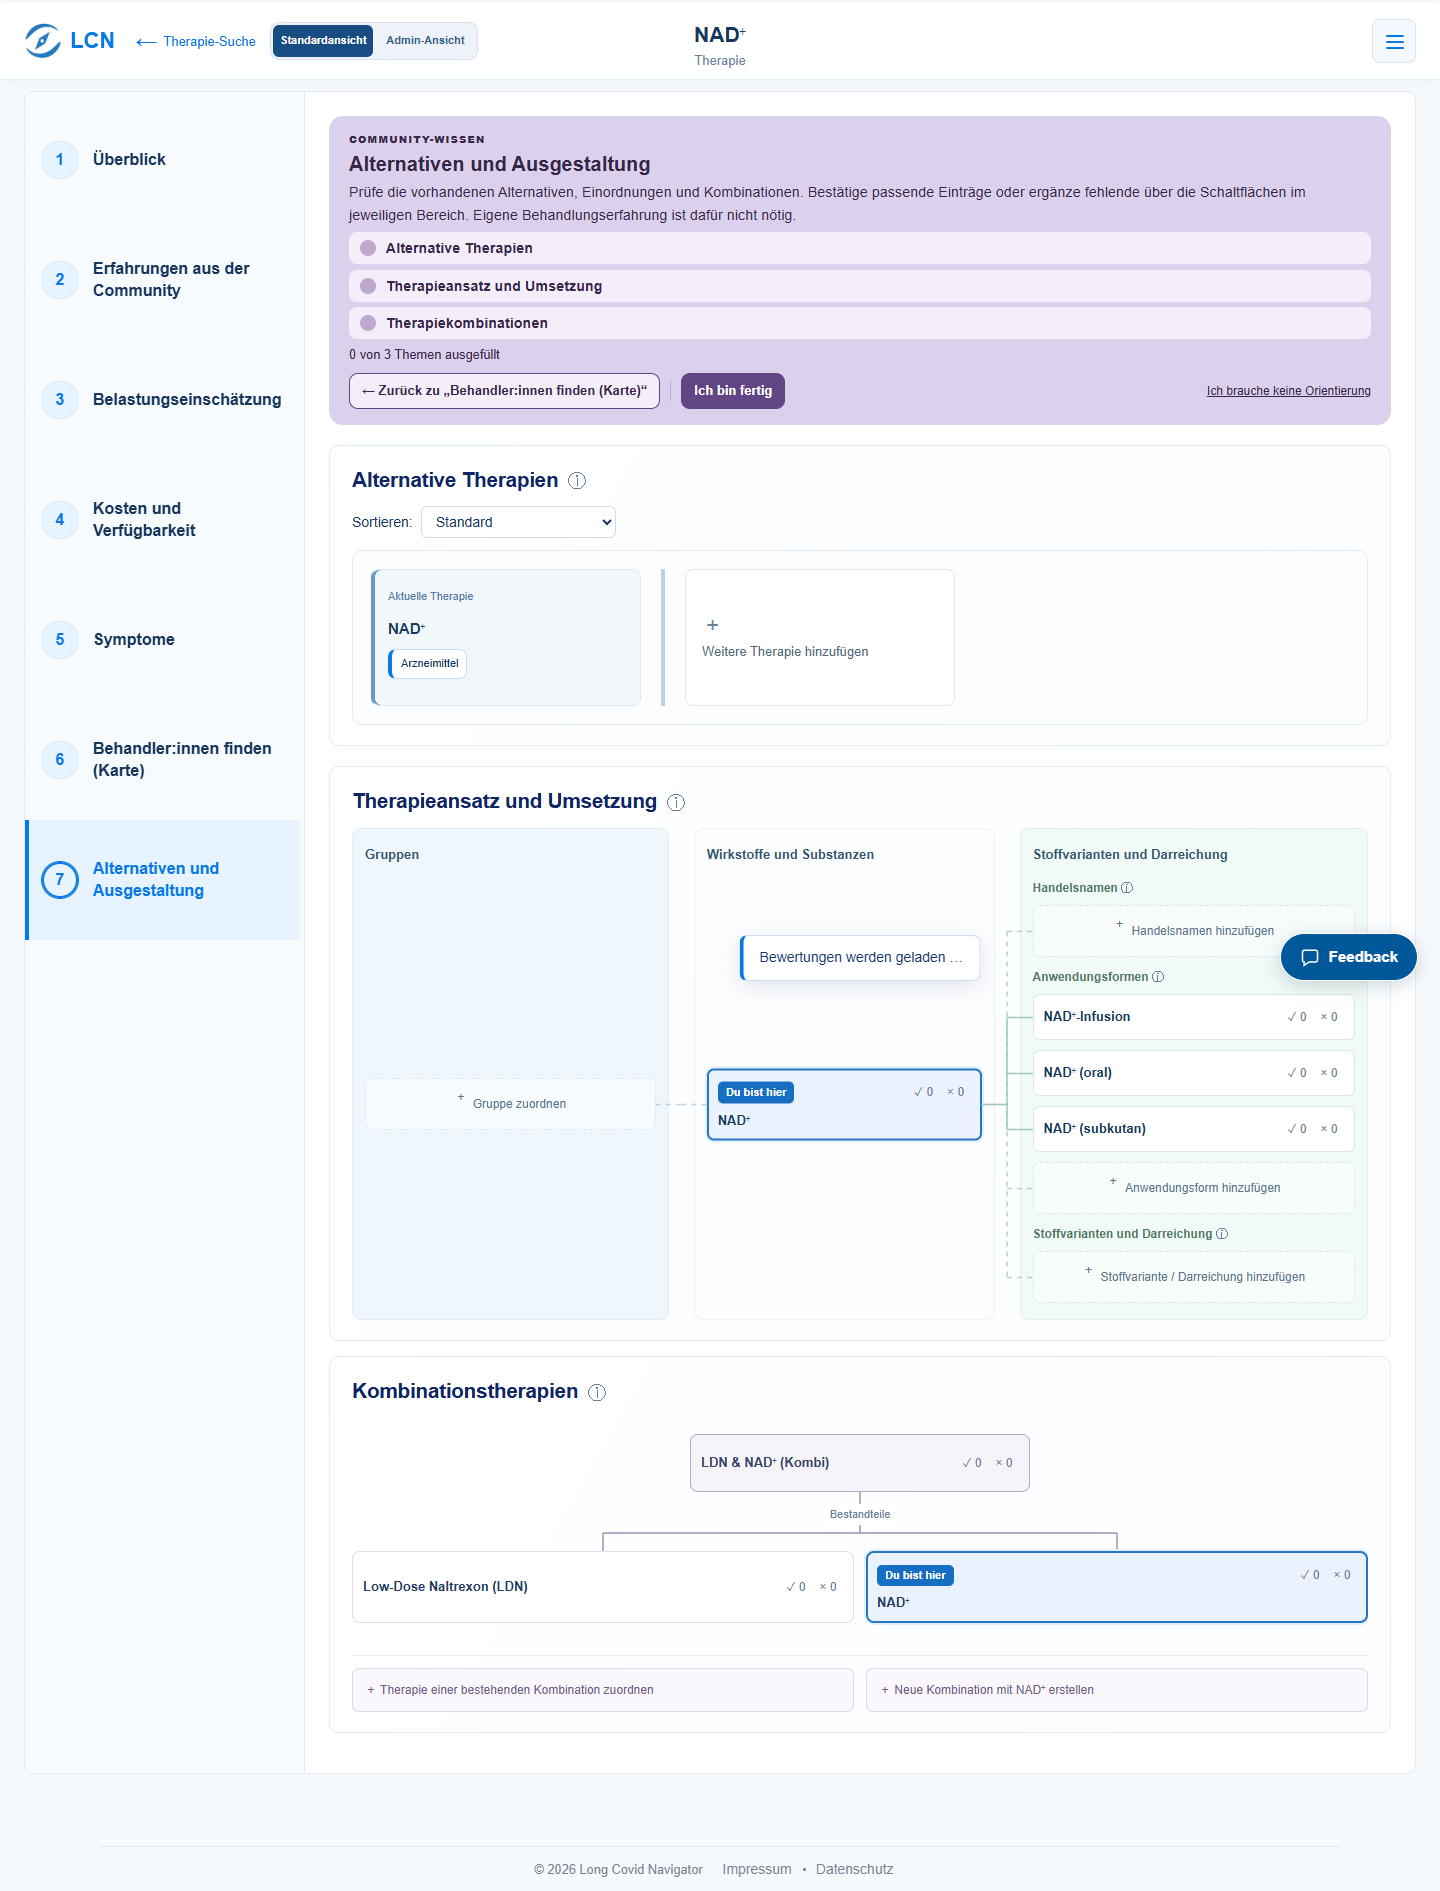 LCN
← Therapie-Suche
Standardansicht
Admin-Ansicht
NAD⁺
Therapie
1
Überblick
2
Erfahrungen aus der
Community
3
Belastungseinschätzung
4
Kosten und
Verfügbarkeit
5
Symptome
6
Behandler:innen finden
(Karte)
7
Alternativen und
Ausgestaltung
COMMUNITY-WISSEN
Alternativen und Ausgestaltung
Prüfe die vorhandenen Alternativen, Einordnungen und Kombinationen. Bestätige passende Einträge oder ergänze fehlende über die Schaltflächen im
jeweiligen Bereich. Eigene Behandlungserfahrung ist dafür nicht nötig.
Alternative Therapien
Therapieansatz und Umsetzung
Therapiekombinationen
0 von 3 Themen ausgefüllt
← Zurück zu „Behandler:innen finden (Karte)“
Ich bin fertig
Ich brauche keine Orientierung
Alternative Therapien ⓘ
Sortieren: Standard
Aktuelle Therapie
NAD⁺
Arzneimittel
+
Weitere Therapie hinzufügen
Therapieansatz und Umsetzung ⓘ
Gruppen
+ Gruppe zuordnen
Wirkstoffe und Substanzen
Bewertungen werden geladen …
Du bist hier ✓ 0 × 0
NAD⁺
Stoffvarianten und Darreichung
Handelsnamen ⓘ
+ Handelsnamen hinzufügen
Feedback
Anwendungsformen ⓘ
NAD⁺-Infusion ✓ 0 × 0
NAD⁺ (oral) ✓ 0 × 0
NAD⁺ (subkutan) ✓ 0 × 0
+ Anwendungsform hinzufügen
Stoffvarianten und Darreichung ⓘ
+ Stoffvariante / Darreichung hinzufügen
Kombinationstherapien ⓘ
LDN & NAD⁺ (Kombi) ✓ 0 × 0
Bestandteile
Low-Dose Naltrexon (LDN) ✓ 0 × 0
Du bist hier ✓ 0 × 0
NAD⁺
+ Therapie einer bestehenden Kombination zuordnen
+ Neue Kombination mit NAD⁺ erstellen
© 2026 Long Covid Navigator Impressum • Datenschutz